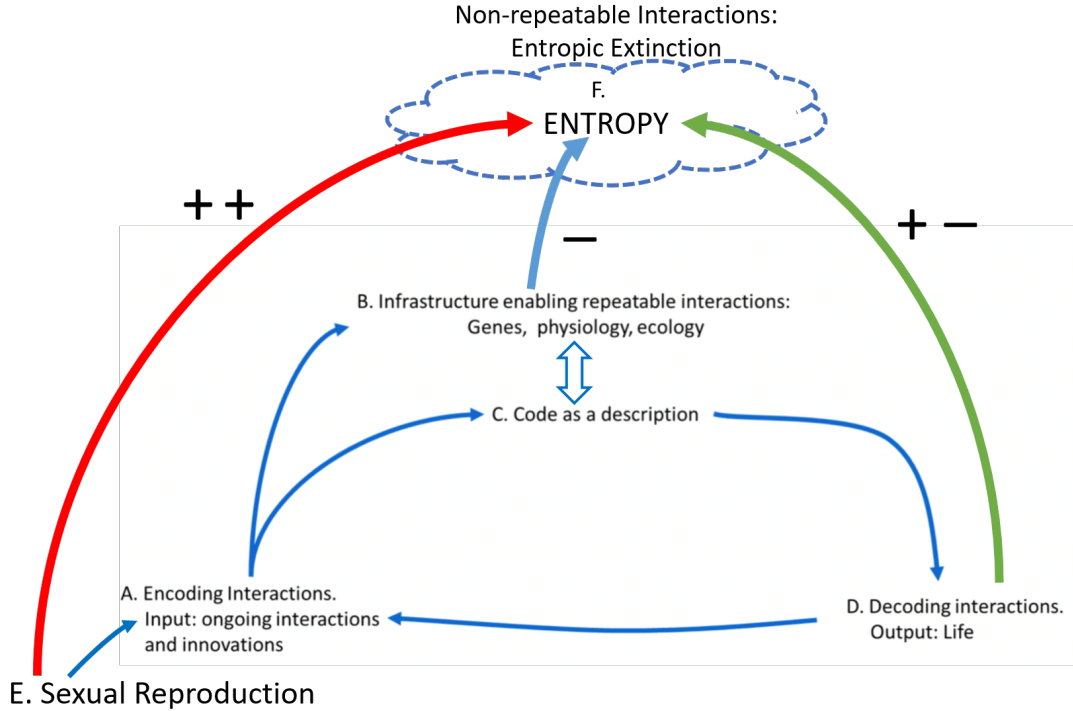 Non-repeatable Interactions:
Entropic Extinction
F.
ENTROPY
+ +
+ −
−
B. Infrastructure enabling repeatable interactions:
Genes, physiology, ecology
C. Code as a description
A. Encoding Interactions.
Input: ongoing interactions
and innovations
D. Decoding interactions.
Output: Life
E. Sexual Reproduction